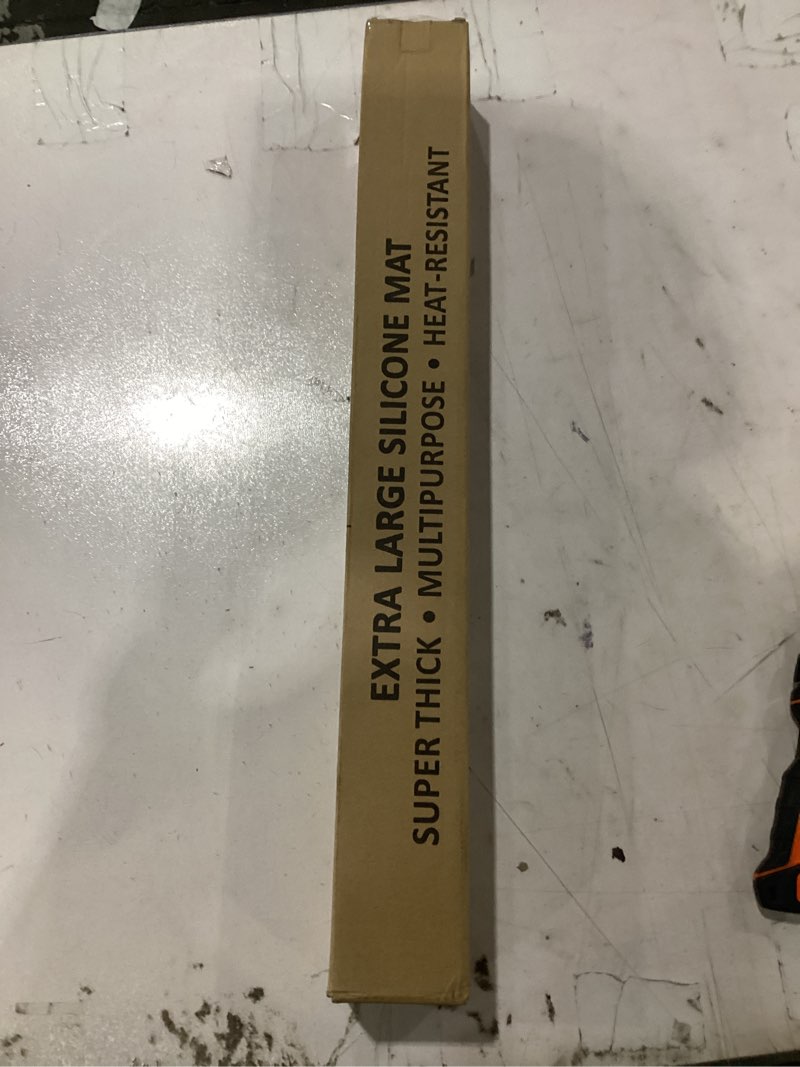 EXTRA LARGE SILICONE MAT
SUPER THICK • MULTIPURPOSE • HEAT-RESISTANT